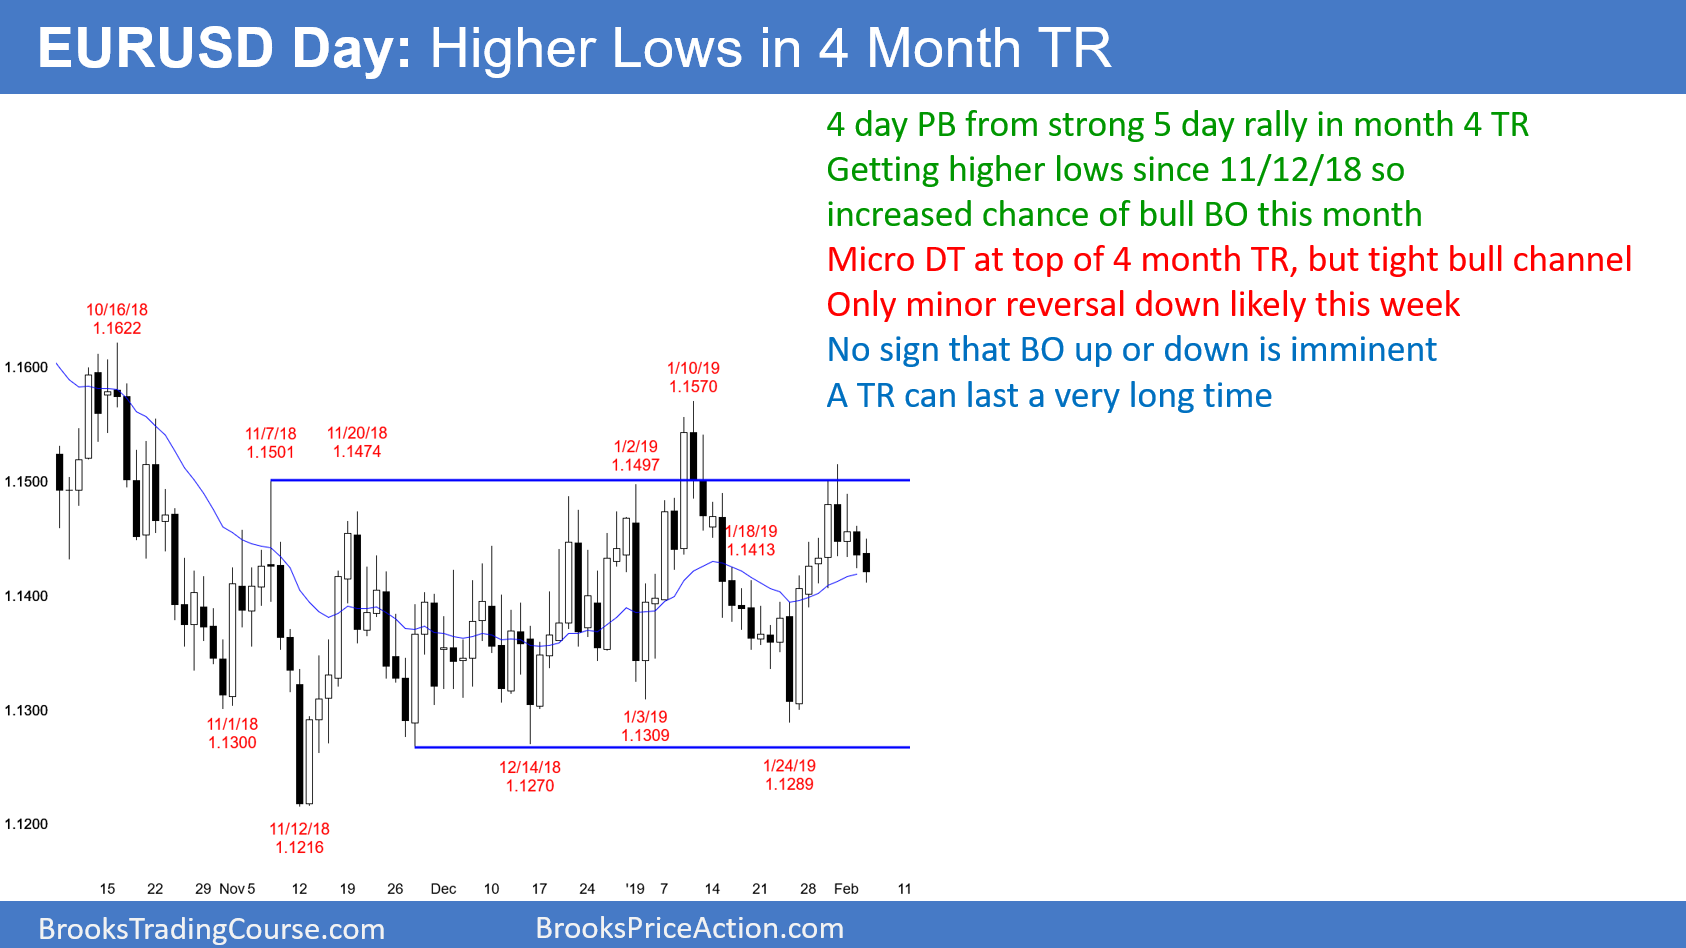 EURUSD Day: Higher Lows in 4 Month TR
4 day PB from strong 5 day rally in month 4 TR
Getting higher lows since 11/12/18 so
increased chance of bull BO this month
Micro DT at top of 4 month TR, but tight bull channel
Only minor reversal down likely this week
No sign that BO up or down is imminent
A TR can last a very long time
10/16/18
1.1622
1.1600
1/10/19
1.1570
11/7/18
1.1501
11/20/18
1.1474
1/2/19
1.1497
1.1500
1/18/19
1.1413
1.1400
1.1300
11/1/18
1.1300
1/3/19
1.1309
12/14/18
1.1270
1/24/19
1.1289
1.1200
11/12/18
1.1216
15 22 29 Nov 5 12 19 26 Dec 10 17 24 '19 7 14 21 28 Feb 11
BrooksTradingCourse.com
BrooksPriceAction.com